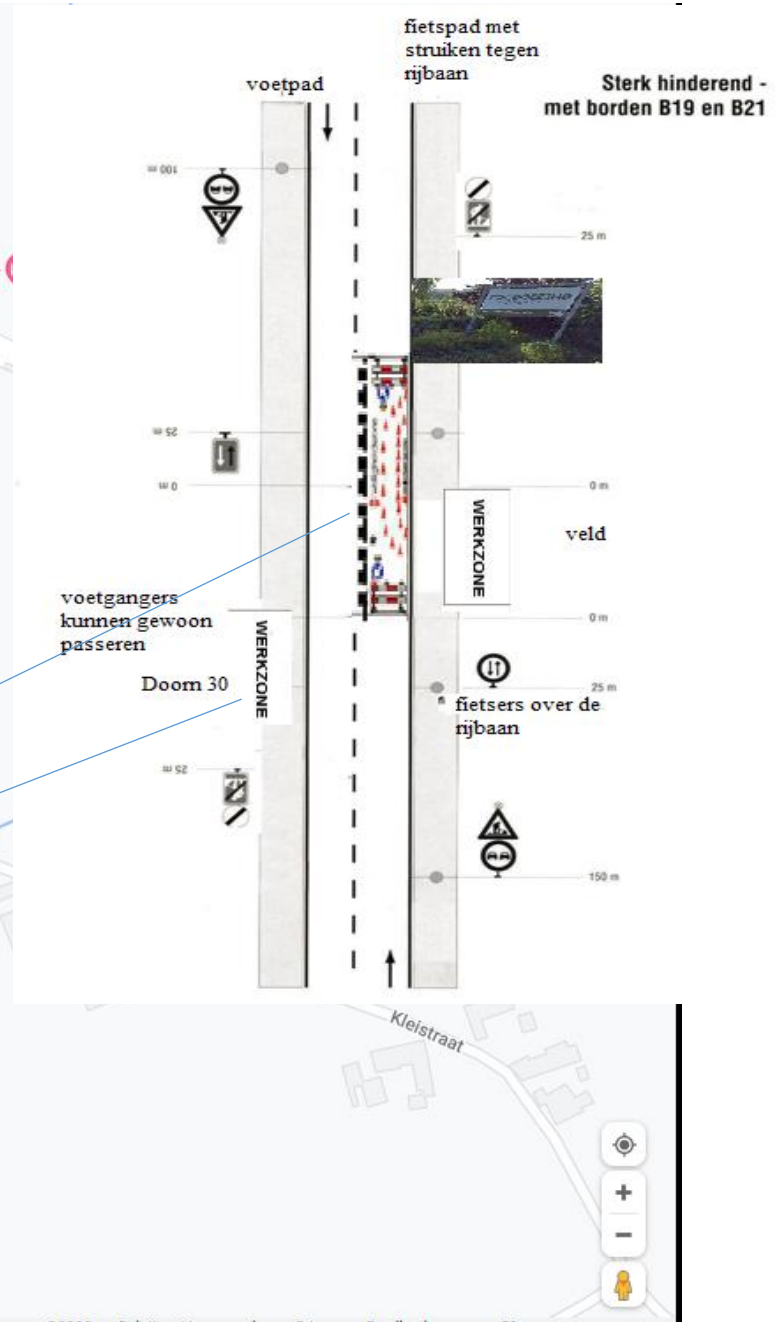 fietspad met
struiken tegen
rijbaan
voetpad
Sterk hinderend -
met borden B19 en B21
100 m
25 m
25 m
0 m
0 m
WERKZONE
veld
voetgangers
kunnen gewoon
passeren
WERKZONE
0 m
Doorn 30
25 m
fietsers over de
rijbaan
25 m
150 m
Kleistraat